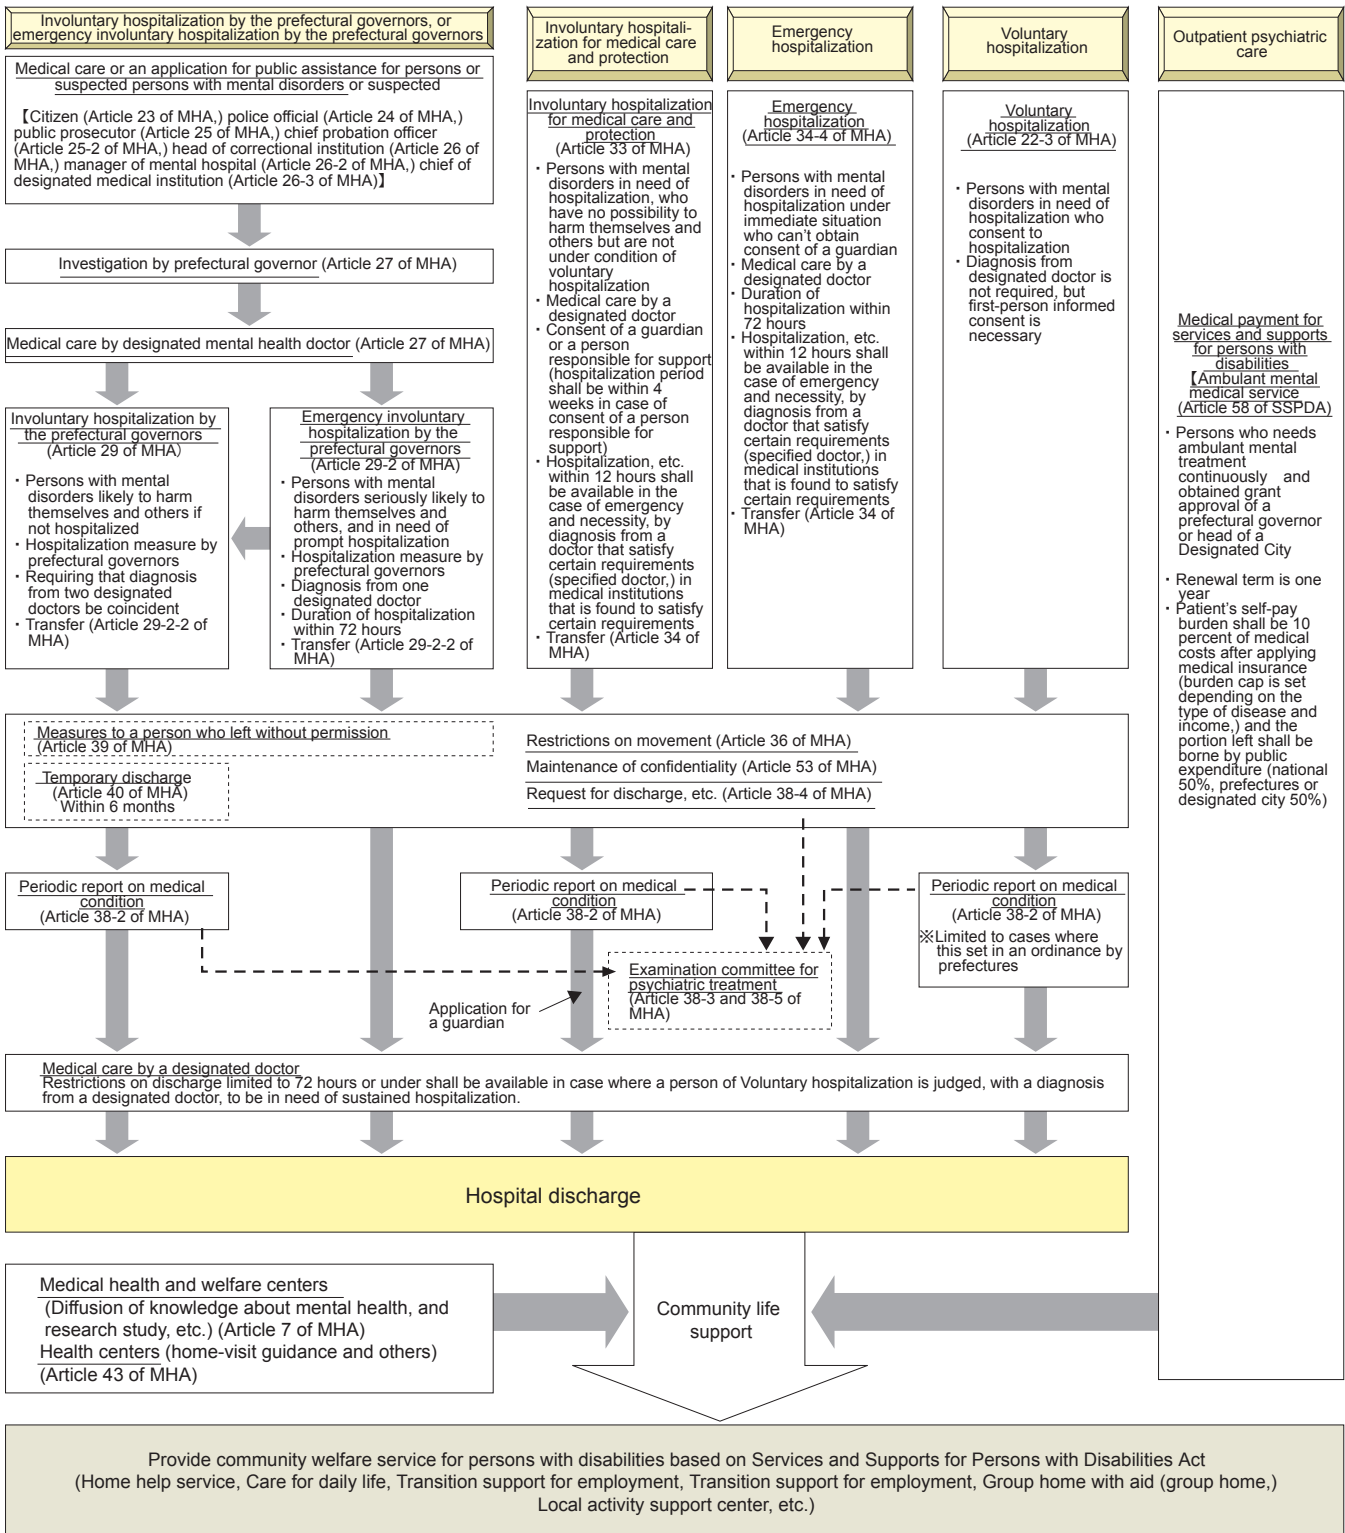 Involuntary hospitalization by the prefectural governors, or
emergency involuntary hospitalization by the prefectural governors
Involuntary hospitali-
zation for medical care
and protection
Emergency
hospitalization
Voluntary
hospitalization
Outpatient psychiatric
care
Medical care or an application for public assistance for persons or
suspected persons with mental disorders or suspected
【Citizen (Article 23 of MHA,) police official (Article 24 of MHA,)
public prosecutor (Article 25 of MHA,) chief probation officer
(Article 25-2 of MHA,) head of correctional institution (Article 26 of
MHA,) manager of mental hospital (Article 26-2 of MHA,) chief of
designated medical institution (Article 26-3 of MHA)】
Investigation by prefectural governor (Article 27 of MHA)
Medical care by designated mental health doctor (Article 27 of MHA)
Involuntary hospitalization by
the prefectural governors
(Article 29 of MHA)
・Persons with mental
disorders likely to harm
themselves and others if
not hospitalized
・Hospitalization measure by
prefectural governors
・Requiring that diagnosis
from two designated
doctors be coincident
・Transfer (Article 29-2-2 of
MHA)
Emergency involuntary
hospitalization by the
prefectural governors
(Article 29-2 of MHA)
・Persons with mental
disorders seriously likely to
harm themselves and
others, and in need of
prompt hospitalization
・Hospitalization measure by
prefectural governors
・Diagnosis from one
designated doctor
・Duration of hospitalization
within 72 hours
・Transfer (Article 29-2-2 of
MHA)
Involuntary hospitalization
for medical care and
protection
(Article 33 of MHA)
・Persons with mental
disorders in need of
hospitalization, who
have no possibility to
harm themselves and
others but are not
under condition of
voluntary
hospitalization
・Medical care by a
designated doctor
・Consent of a guardian
or a person
responsible for support
(hospitalization period
shall be within 4
weeks in case of
consent of a person
responsible for
support)
・Hospitalization, etc.
within 12 hours shall
be available in the
case of emergency
and necessity, by
diagnosis from a
doctor that satisfy
certain requirements
(specified doctor,) in
medical institutions
that is found to satisfy
certain requirements
・Transfer (Article 34 of
MHA)
Emergency
hospitalization
(Article 34-4 of MHA)
・Persons with mental
disorders in need of
hospitalization under
immediate situation
who can't obtain
consent of a guardian
・Medical care by a
designated doctor
・Duration of
hospitalization within
72 hours
・Hospitalization, etc.
within 12 hours shall
be available in the
case of emergency
and necessity, by
diagnosis from a
doctor that satisfy
certain requirements
(specified doctor,) in
medical institutions
that is found to satisfy
certain requirements
・Transfer (Article 34 of
MHA)
Voluntary
hospitalization
(Article 22-3 of MHA)
・Persons with mental
disorders in need of
hospitalization who
consent to
hospitalization
・Diagnosis from
designated doctor is
not required, but
first-person informed
consent is
necessary
Medical payment for
services and supports
for persons with
disabilities
【Ambulant mental
medical service
(Article 58 of SSPDA)
・Persons who needs
ambulant mental
treatment
continuously and
obtained grant
approval of a
prefectural governor
or head of a
Designated City
・Renewal term is one
year
・Patient's self-pay
burden shall be 10
percent of medical
costs after applying
medical insurance
(burden cap is set
depending on the
type of disease and
income,) and the
portion left shall be
borne by public
expenditure (national
50%, prefectures or
designated city 50%)
Measures to a person who left without permission
(Article 39 of MHA)
Temporary discharge
(Article 40 of MHA)
Within 6 months
Restrictions on movement (Article 36 of MHA)
Maintenance of confidentiality (Article 53 of MHA)
Request for discharge, etc. (Article 38-4 of MHA)
Periodic report on medical
condition
(Article 38-2 of MHA)
Periodic report on medical
condition
(Article 38-2 of MHA)
Periodic report on medical
condition
(Article 38-2 of MHA)
※Limited to cases where
this set in an ordinance by
prefectures
Examination committee for
psychiatric treatment
(Article 38-3 and 38-5 of
MHA)
Application for
a guardian
Medical care by a designated doctor
Restrictions on discharge limited to 72 hours or under shall be available in case where a person of Voluntary hospitalization is judged, with a diagnosis
from a designated doctor, to be in need of sustained hospitalization.
Hospital discharge
Medical health and welfare centers
(Diffusion of knowledge about mental health, and
research study, etc.) (Article 7 of MHA)
Health centers (home-visit guidance and others)
(Article 43 of MHA)
Community life
support
Provide community welfare service for persons with disabilities based on Services and Supports for Persons with Disabilities Act
(Home help service, Care for daily life, Transition support for employment, Transition support for employment, Group home with aid (group home,)
Local activity support center, etc.)